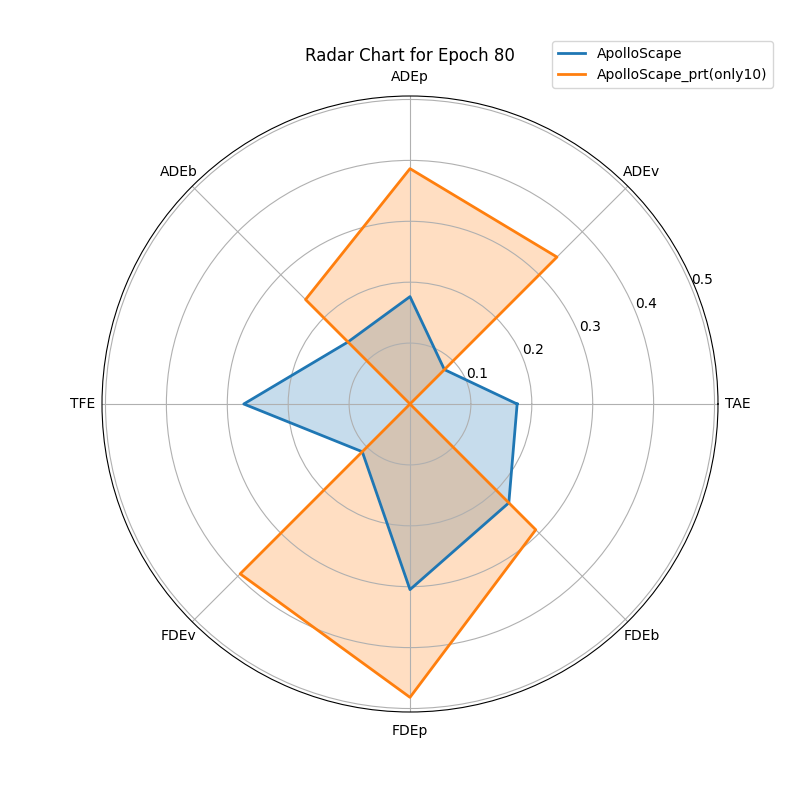 Radar Chart for Epoch 80
ApolloScape
ApolloScape_prt(only10)
ADEp
ADEb
ADEv
0.5
0.4
0.3
0.2
0.1
TFE
TAE
FDEv
FDEb
FDEp